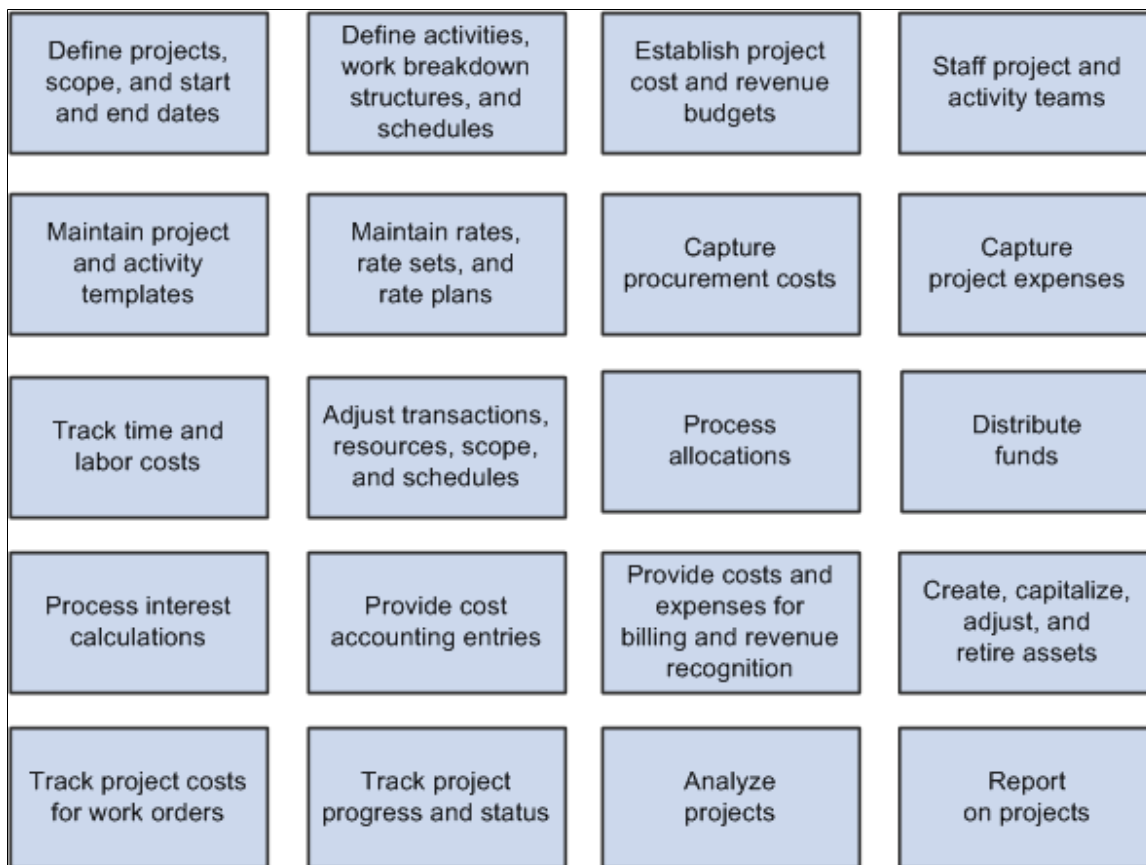 Define projects,
scope, and start
and end dates
Define activities,
work breakdown
structures, and
schedules
Establish project
cost and revenue
budgets
Staff project and
activity teams
Maintain project
and activity
templates
Maintain rates,
rate sets, and
rate plans
Capture
procurement costs
Capture
project expenses
Track time and
labor costs
Adjust transactions,
resources, scope,
and schedules
Process
allocations
Distribute
funds
Process interest
calculations
Provide cost
accounting entries
Provide costs and
expenses for
billing and revenue
recognition
Create, capitalize,
adjust, and
retire assets
Track project costs
for work orders
Track project
progress and status
Analyze
projects
Report
on projects